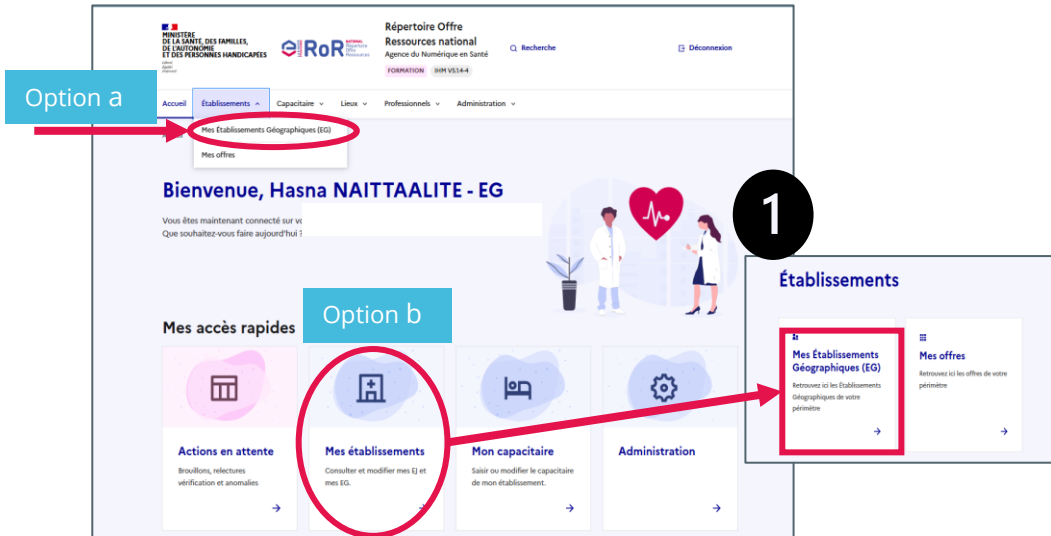 MINISTÈRE
DE LA SANTÉ, DES FAMILLES,
DE L'AUTONOMIE
ET DES PERSONNES HANDICAPÉES
RoR
Répertoire Offre
Ressources national
Agence du Numérique en Santé
FORMATION
Recherche
Déconnexion
Option a
Accueil
Établissements
Capacitaire
Lieux
Professionnels
Administration
Mes Établissements Géographiques (EG)
Mes offres
Bienvenue, Hasna NAITTAALITE - EG
Vous êtes maintenant connecté sur
Que souhaitez-vous faire aujourd'hui ?
1
Établissements
Mes Établissements
Géographiques (EG)
Retrouvez ici les Établissements
Géographiques de votre
périmètre
Mes offres
Retrouvez ici les offres de votre
périmètre
Option b
Mes accès rapides
Actions en attente
Brouillons, relectures
vérification et anomalies
Mes établissements
Consulter et modifier mes EJ et
mes EG.
Mon capacitaire
Saisir ou modifier le capacitaire
de mon établissement.
Administration